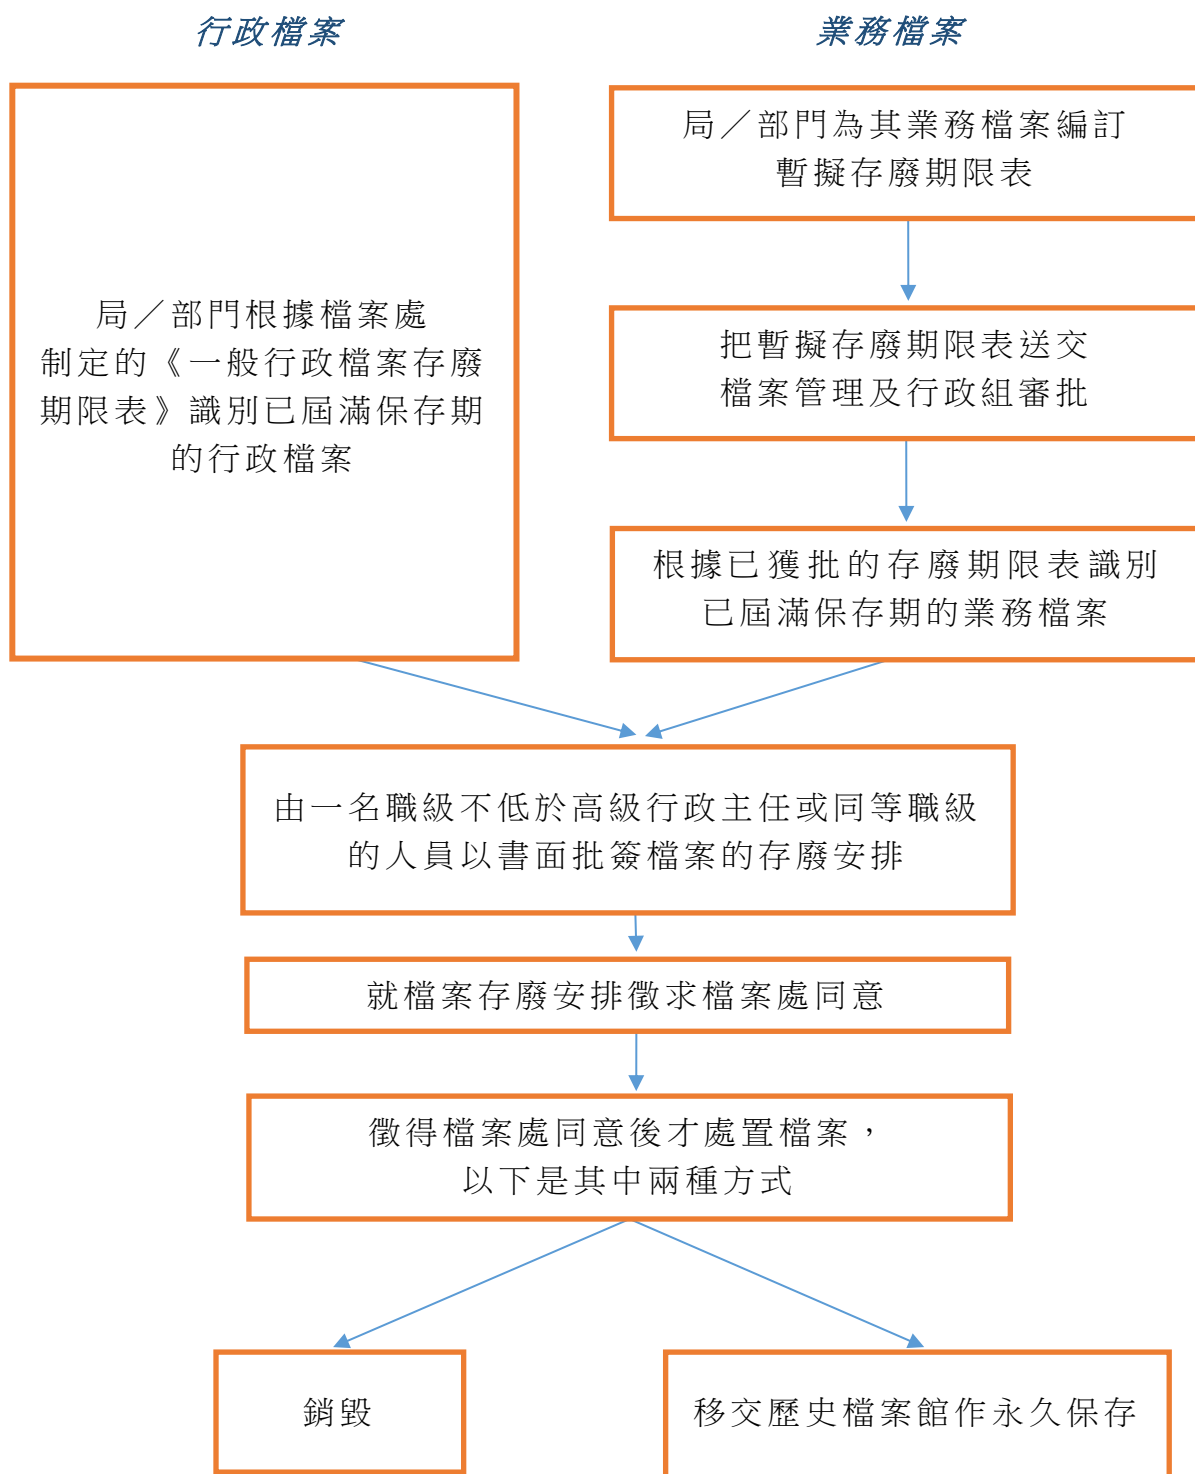 行政檔案
業務檔案
局／部門根據檔案處
制定的《一般行政檔案存廢
期限表》識別已屆滿保存期
的行政檔案
局／部門為其業務檔案編訂
暫擬存廢期限表
把暫擬存廢期限表送交
檔案管理及行政組審批
根據已獲批的存廢期限表識別
已屆滿保存期的業務檔案
由一名職級不低於高級行政主任或同等職級
的人員以書面批簽檔案的存廢安排
就檔案存廢安排徵求檔案處同意
徵得檔案處同意後才處置檔案，
以下是其中兩種方式
銷毀
移交歷史檔案館作永久保存